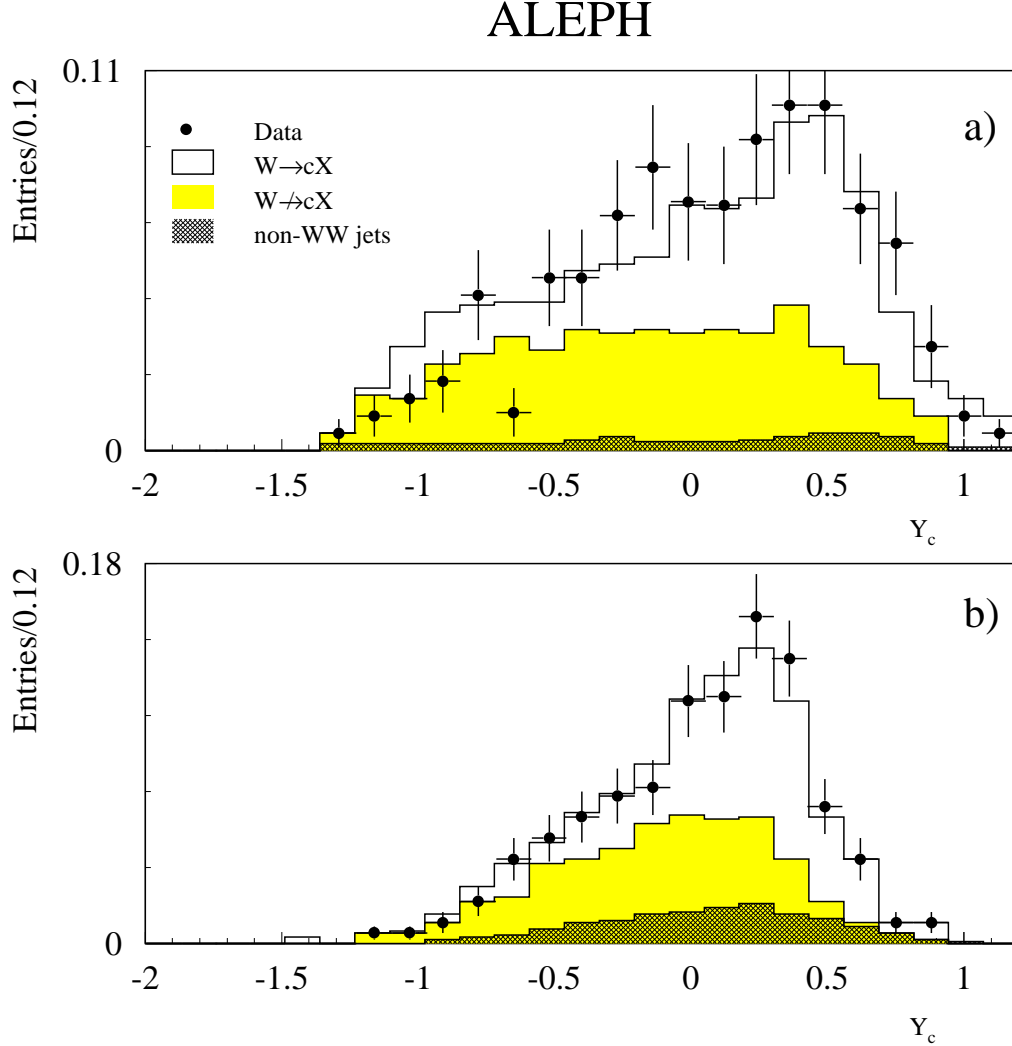 ALEPH
Entries/0.12
0.11
a)
Data
W→cX
W↛cX
non-WW jets
0
-2 -1.5 -1 -0.5 0 0.5 1
Y_c
Entries/0.12
0.18
b)
0
-2 -1.5 -1 -0.5 0 0.5 1
Y_c